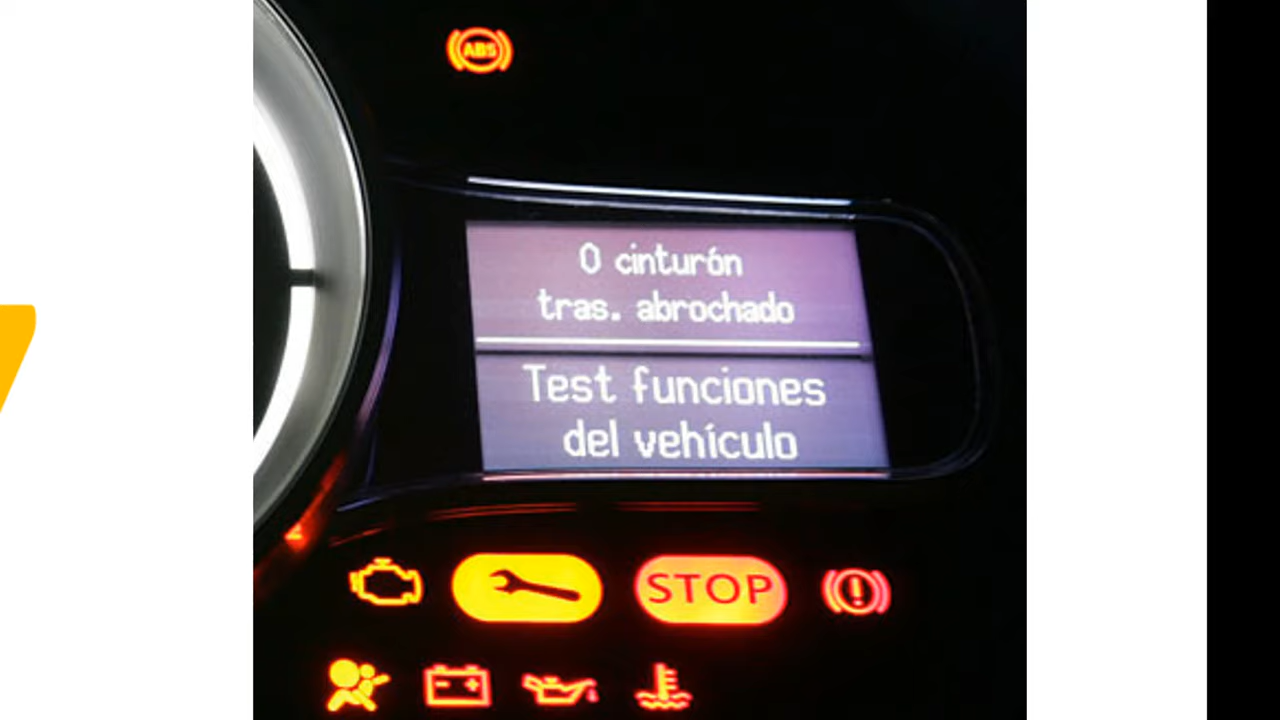 ABS
0 cinturón
tras. abrochado
Test funciones
del vehículo
STOP